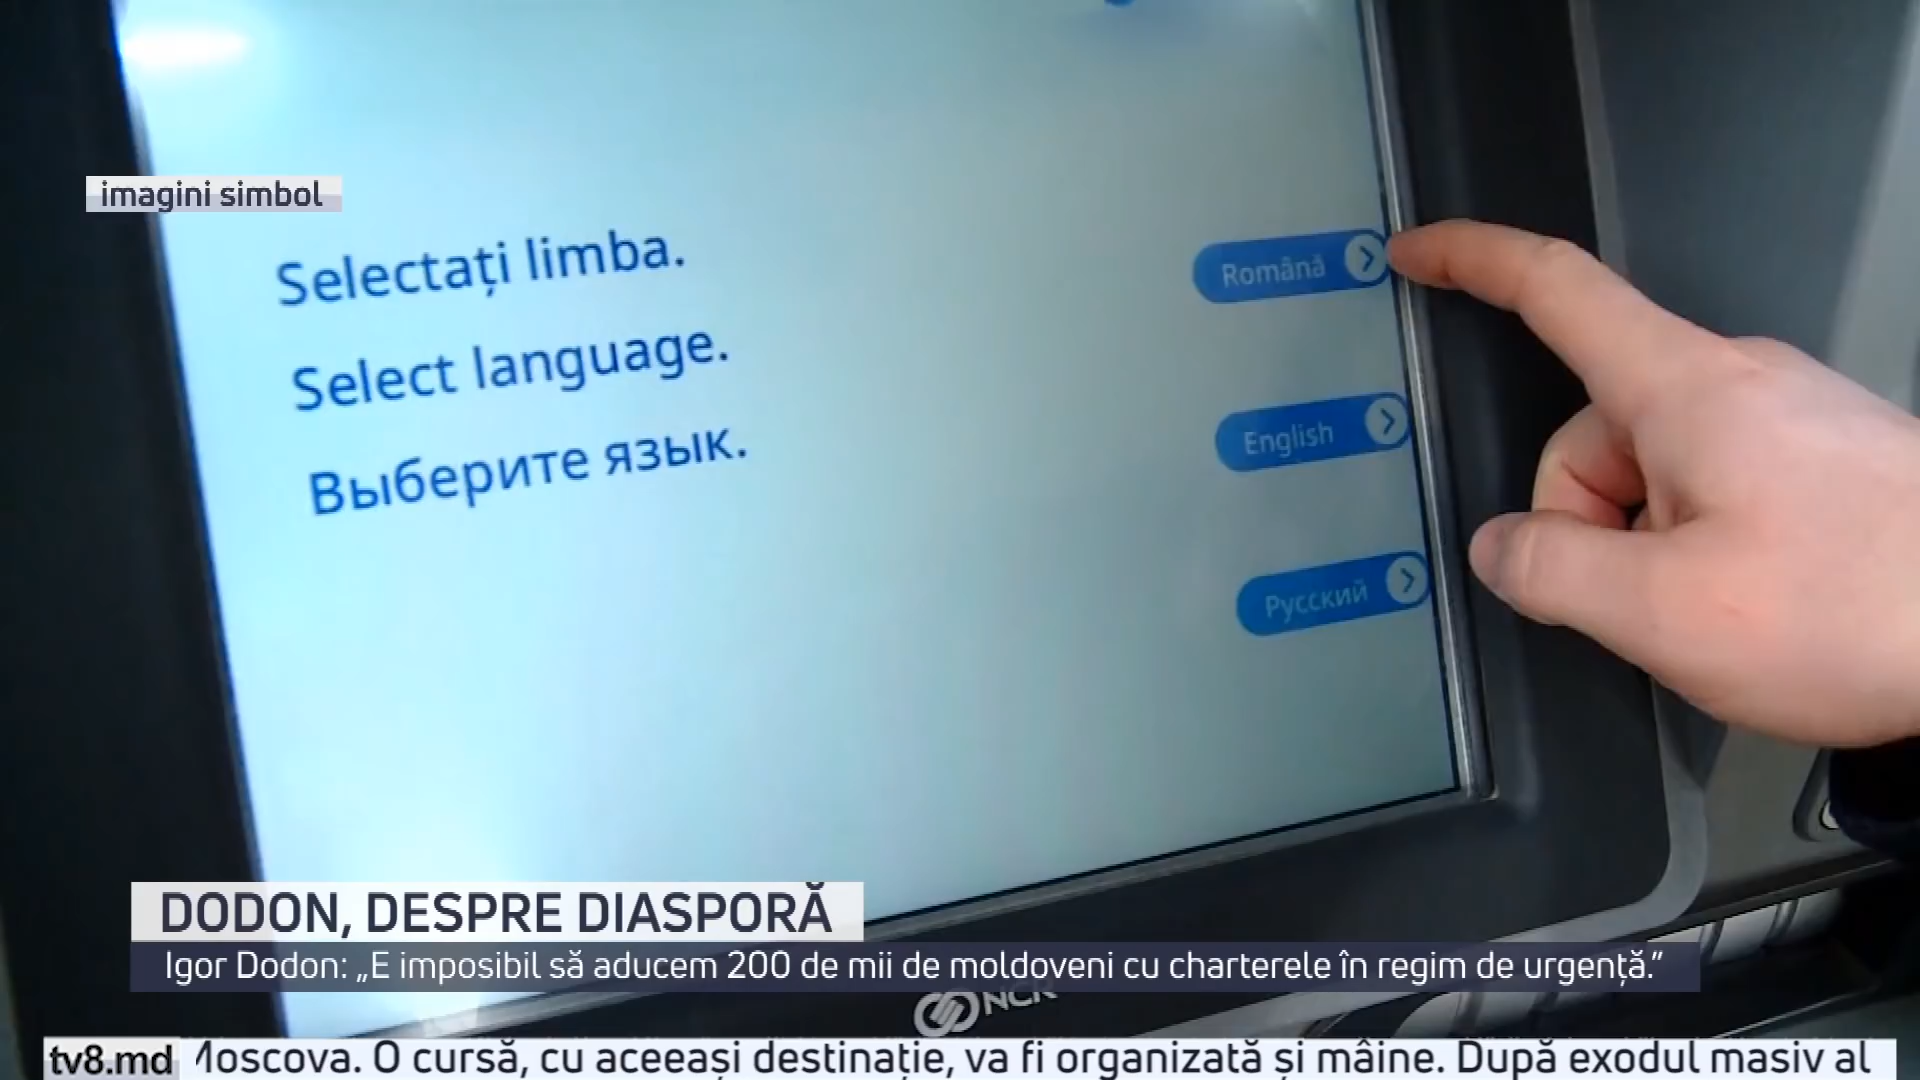 imagini simbol
Selectați limba.
Select language.
Выберите язык.
Română
English
Русский
DODON, DESPRE DIASPORĂ
Igor Dodon: „E imposibil să aducem 200 de mii de moldoveni cu charterele în regim de urgență.”
NCR
tv8.md Moscova. O cursă, cu aceeași destinație, va fi organizată și mâine. După exodul masiv al